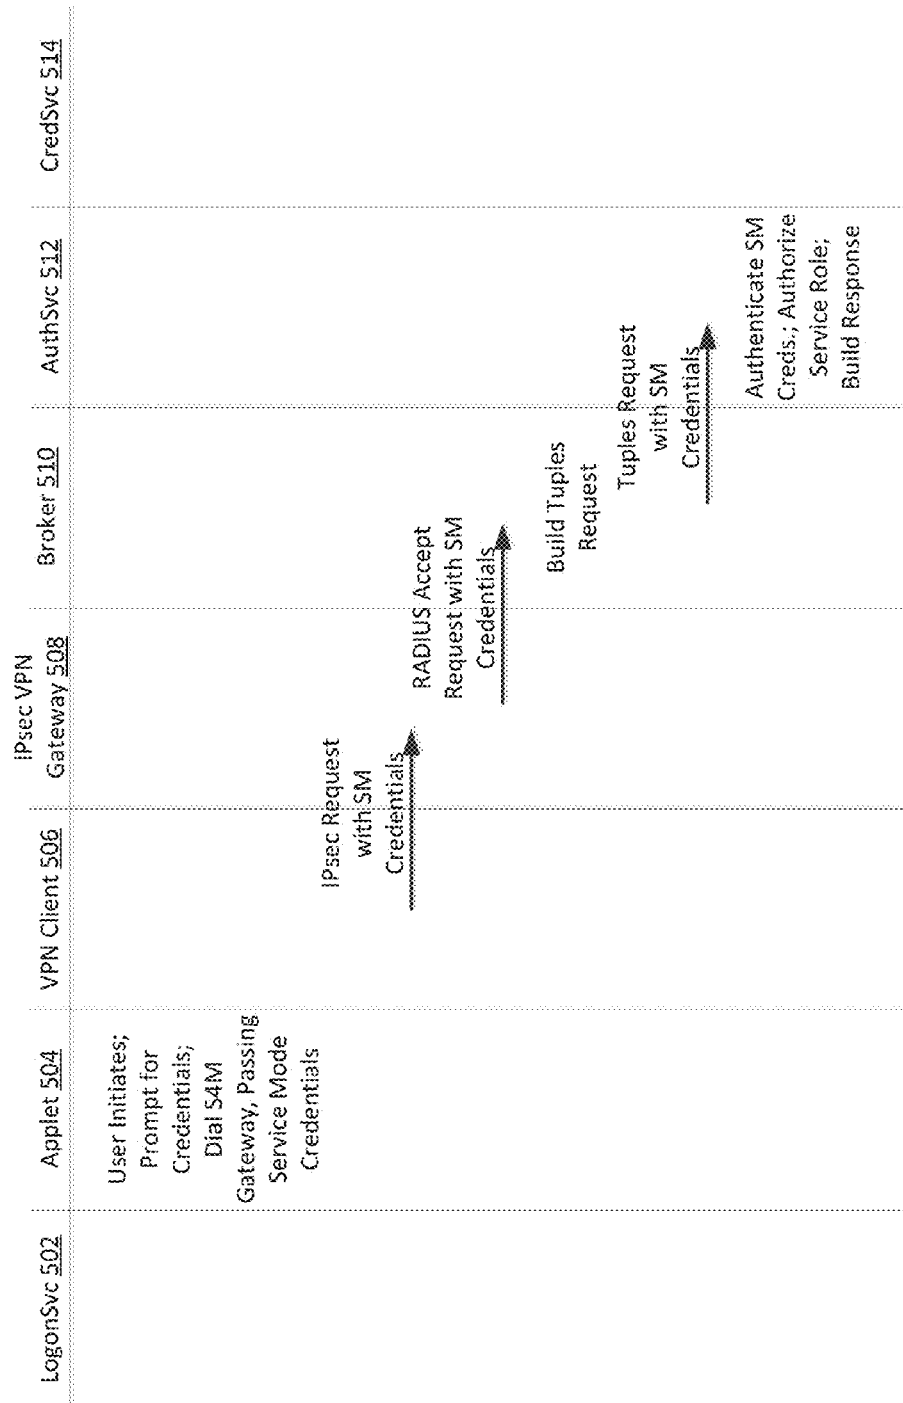 LogonSvc 502
Applet 504
VPN Client 506
IPsec VPN
Gateway 508
Broker 510
AuthSvc 512
CredSvc 514
User Initiates;
Prompt for
Credentials;
Dial S4M
Gateway, Passing
Service Mode
Credentials
IPsec Request
with SM
Credentials
RADIUS Accept
Request with SM
Credentials
Build Tuples
Request
Tuples Request
with SM
Credentials
Authenticate SM
Creds.; Authorize
Service Role;
Build Response